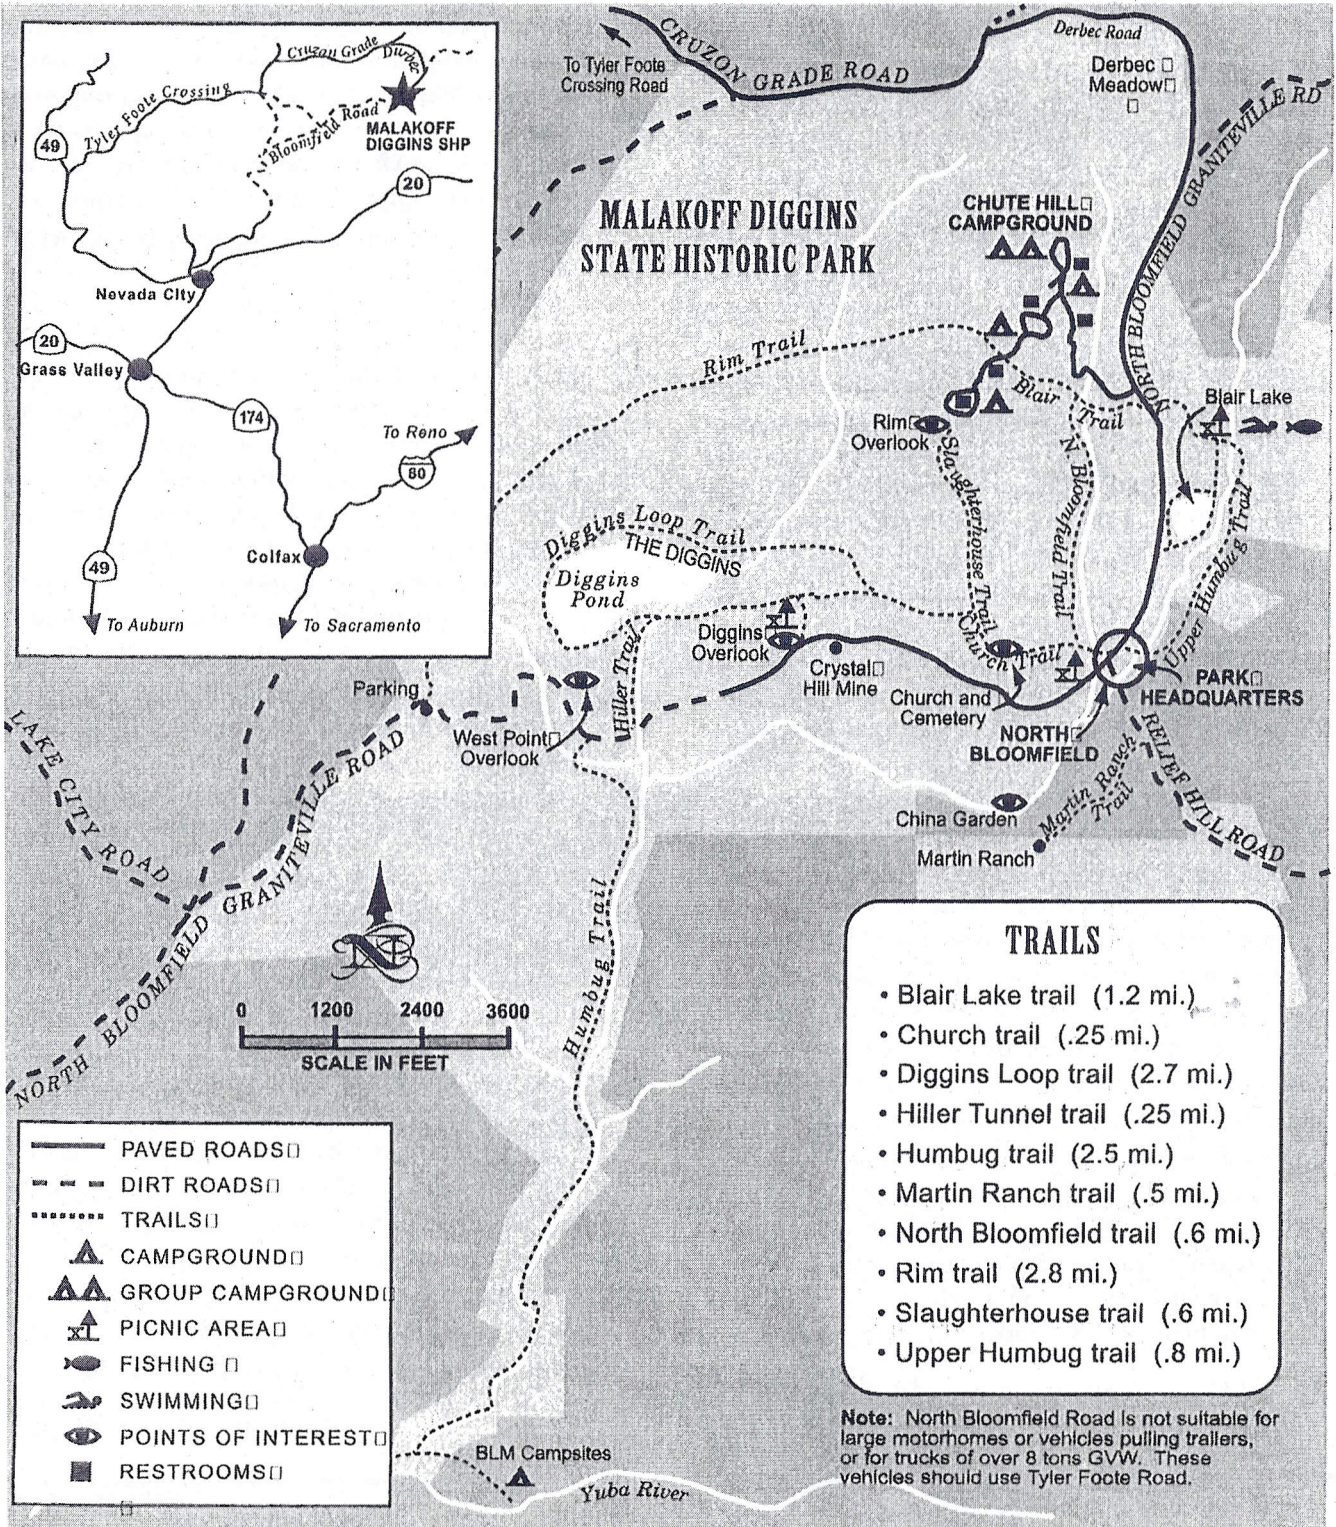 Cruzan Grade
Durbec
Tyler Foote Crossing
Bloomfield Road
49
MALAKOFF
DIGGINS SHP
20
Nevada City
20
Grass Valley
174
To Reno
80
Colfax
49
To Auburn
To Sacramento
To Tyler Foote
Crossing Road
CRUZON GRADE ROAD
Derbec Road
Derbec
Meadow
NORTH BLOOMFIELD GRANITEVILLE RD
MALAKOFF DIGGINS
STATE HISTORIC PARK
CHUTE HILL
CAMPGROUND
Rim Trail
Blair Trail
Blair Lake
Rim
Overlook
Slaughterhouse Trail
N. Bloomfield Trail
Upper Humbug Trail
Diggins Loop Trail
THE DIGGINS
Diggins
Pond
Diggins
Overlook
Hiller Trail
Crystal
Hill Mine
Church Trail
Church and
Cemetery
PARK
HEADQUARTERS
NORTH
BLOOMFIELD
RELIEF HILL ROAD
Martin Ranch
Trail
China Garden
Martin Ranch
Parking
West Point
Overlook
LAKE CITY ROAD
NORTH BLOOMFIELD GRANITEVILLE ROAD
Humbug Trail
N
0 1200 2400 3600
SCALE IN FEET
TRAILS
• Blair Lake trail (1.2 mi.)
• Church trail (.25 mi.)
• Diggins Loop trail (2.7 mi.)
• Hiller Tunnel trail (.25 mi.)
• Humbug trail (2.5 mi.)
• Martin Ranch trail (.5 mi.)
• North Bloomfield trail (.6 mi.)
• Rim trail (2.8 mi.)
• Slaughterhouse trail (.6 mi.)
• Upper Humbug trail (.8 mi.)
PAVED ROADS
DIRT ROADS
TRAILS
CAMPGROUND
GROUP CAMPGROUND
PICNIC AREA
FISHING
SWIMMING
POINTS OF INTEREST
RESTROOMS
BLM Campsites
Yuba River
Note: North Bloomfield Road is not suitable for
large motorhomes or vehicles pulling trailers,
or for trucks of over 8 tons GVW. These
vehicles should use Tyler Foote Road.